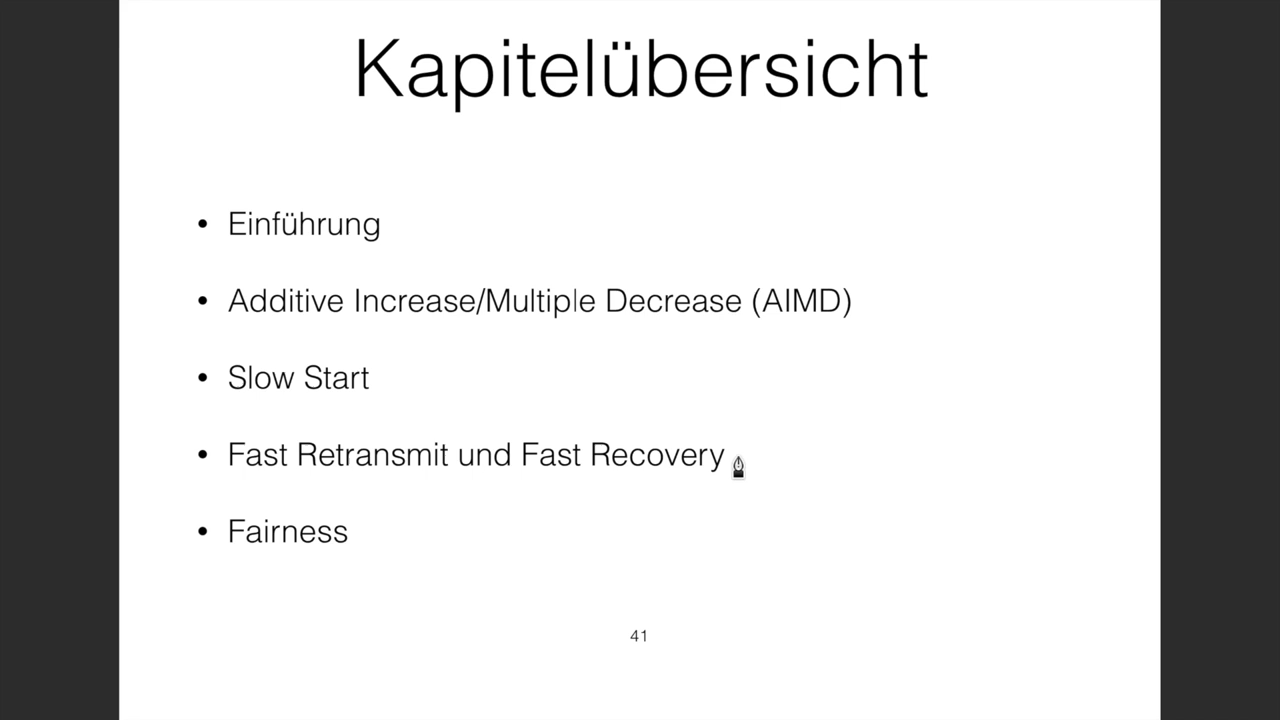 Kapitelübersicht
• Einführung
• Additive Increase/Multiple Decrease (AIMD)
• Slow Start
• Fast Retransmit und Fast Recovery
• Fairness
41